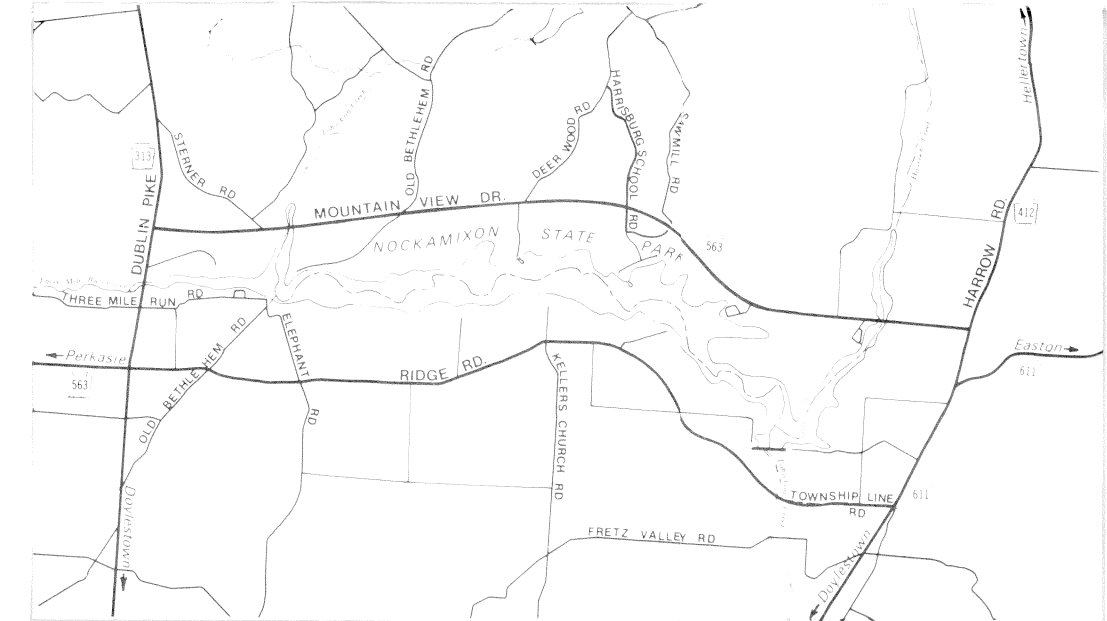 Hellertown
OLD BETHLEHEM RD
HARRISBURG SCHOOL RD
DEER WOOD RD
SAWMILL RD
313
STERNER RD
DUBLIN PIKE
MOUNTAIN VIEW DR.
412
HARROW RD.
NOCKAMIXON STATE PARK
563
THREE MILE RUN RD
ELEPHANT RD
OLD BETHLEHEM RD
Perkasie
563
RIDGE RD.
KELLERS CHURCH RD
Easton
611
Doylestown
TOWNSHIP LINE
RD
611
FRETZ VALLEY RD
Doylestown